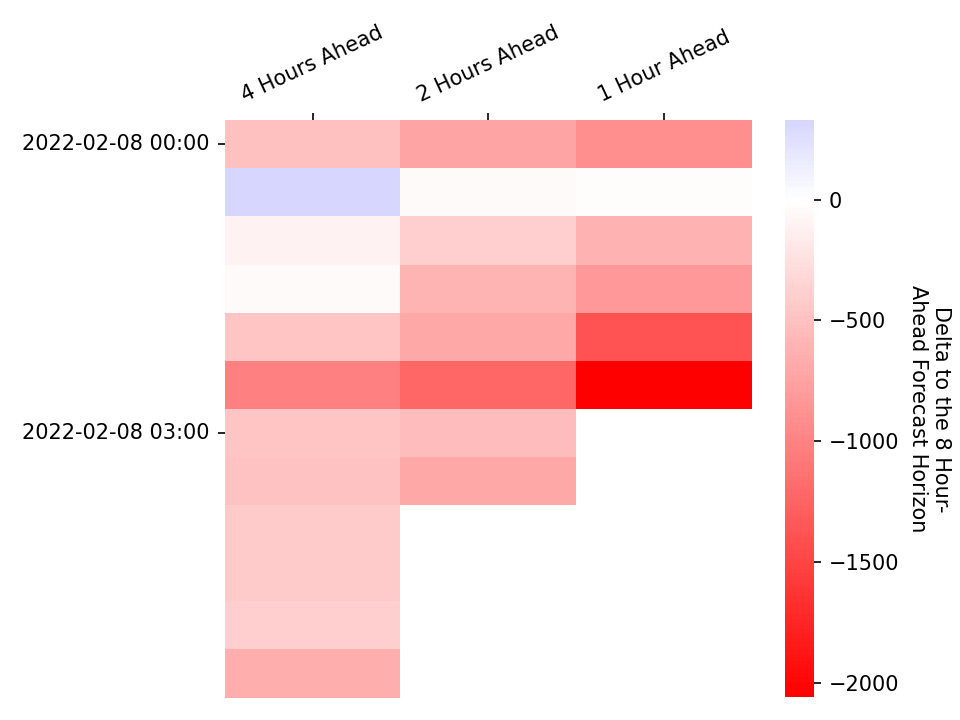 4 Hours Ahead
2 Hours Ahead
1 Hour Ahead
2022-02-08 00:00
2022-02-08 03:00
0
−500
−1000
−1500
−2000
Delta to the 8 Hour-
Ahead Forecast Horizon